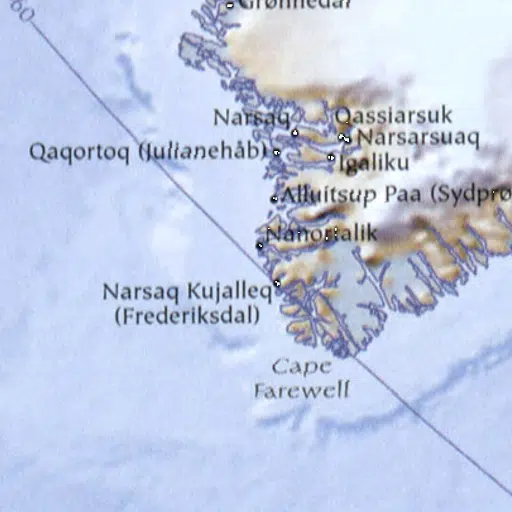 60
Grønnedal
Narsaq
Qassiarsuk
Narsarsuaq
Qaqortoq (Julianehåb)
Igaliku
Alluitsup Paa (Sydprø
Nanortalik
Narsaq Kujalleq
(Frederiksdal)
Cape
Farewell